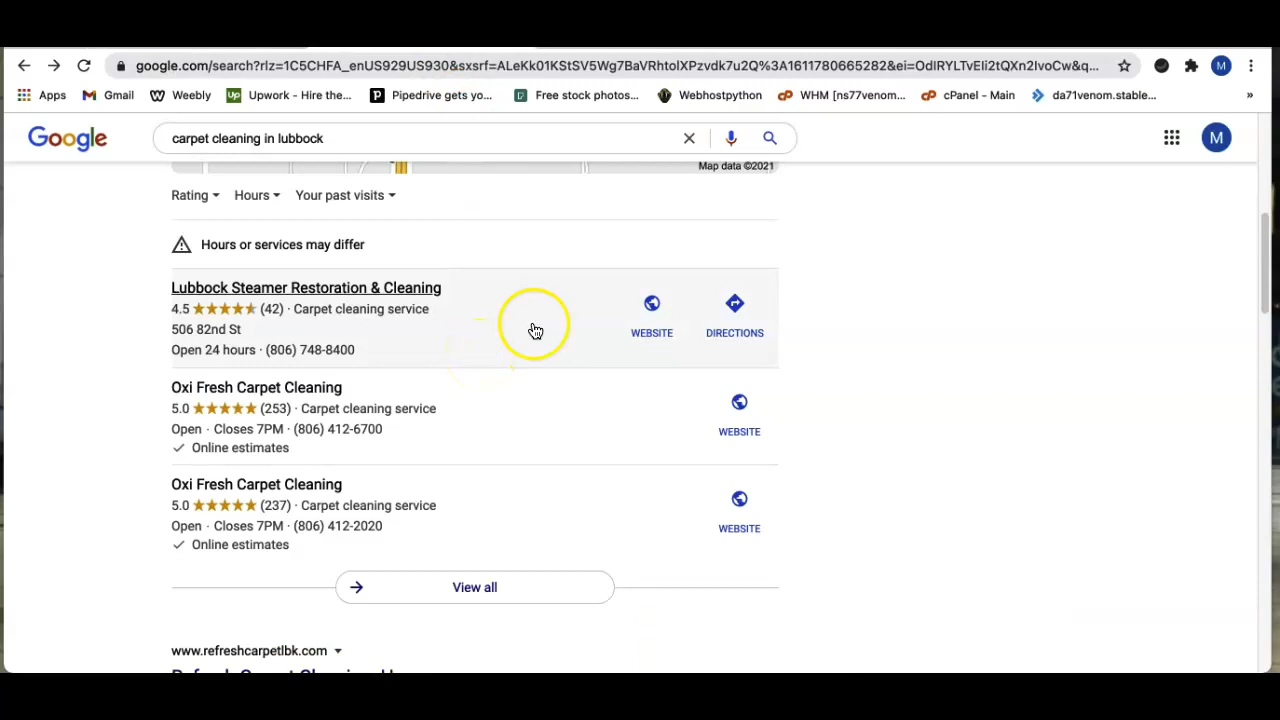 google.com/search?rlz=1C5CHFA_enUS929US930&sxsrf=ALeKk01KStSV5Wg7BaVRhtolXPzvdk7u2Q%3A1611780665282&ei=OdlRYLTvEIi2tQXn2IvoCw&q...
Apps Gmail Weebly Upwork - Hire the... Pipedrive gets yo... Free stock photos... Webhostpython WHM [ns77venom... cPanel - Main da71venom.stable... »
Google carpet cleaning in lubbock M
Map data ©2021
Rating Hours Your past visits
Hours or services may differ
Lubbock Steamer Restoration & Cleaning
4.5 (42) · Carpet cleaning service
506 82nd St
Open 24 hours · (806) 748-8400
WEBSITE DIRECTIONS
Oxi Fresh Carpet Cleaning
5.0 (253) · Carpet cleaning service
Open · Closes 7PM · (806) 412-6700
Online estimates
WEBSITE
Oxi Fresh Carpet Cleaning
5.0 (237) · Carpet cleaning service
Open · Closes 7PM · (806) 412-2020
Online estimates
WEBSITE
View all
www.refreshcarpetlbk.com